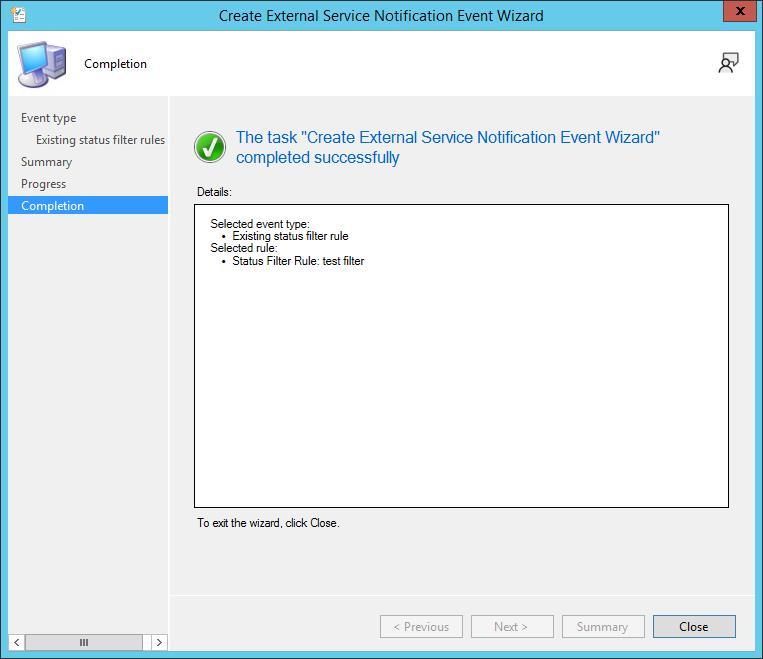 Create External Service Notification Event Wizard
X
Completion
Event type
Existing status filter rules
Summary
Progress
Completion
The task "Create External Service Notification Event Wizard"
completed successfully
Details:
Selected event type:
• Existing status filter rule
Selected rule:
• Status Filter Rule: test filter
To exit the wizard, click Close.
< Previous
Next >
Summary
Close